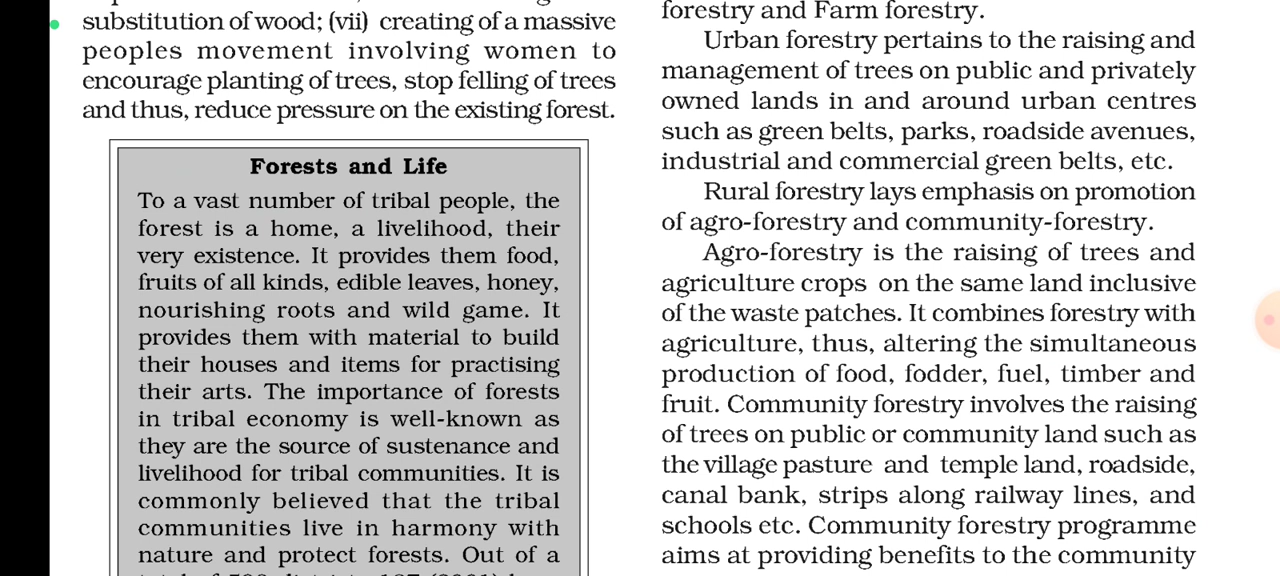 substitution of wood; (vii) creating of a massive
peoples movement involving women to
encourage planting of trees, stop felling of trees
and thus, reduce pressure on the existing forest.
Forests and Life
To a vast number of tribal people, the
forest is a home, a livelihood, their
very existence. It provides them food,
fruits of all kinds, edible leaves, honey,
nourishing roots and wild game. It
provides them with material to build
their houses and items for practising
their arts. The importance of forests
in tribal economy is well-known as
they are the source of sustenance and
livelihood for tribal communities. It is
commonly believed that the tribal
communities live in harmony with
nature and protect forests. Out of a
forestry and Farm forestry.
Urban forestry pertains to the raising and
management of trees on public and privately
owned lands in and around urban centres
such as green belts, parks, roadside avenues,
industrial and commercial green belts, etc.
Rural forestry lays emphasis on promotion
of agro-forestry and community-forestry.
Agro-forestry is the raising of trees and
agriculture crops on the same land inclusive
of the waste patches. It combines forestry with
agriculture, thus, altering the simultaneous
production of food, fodder, fuel, timber and
fruit. Community forestry involves the raising
of trees on public or community land such as
the village pasture and temple land, roadside,
canal bank, strips along railway lines, and
schools etc. Community forestry programme
aims at providing benefits to the community